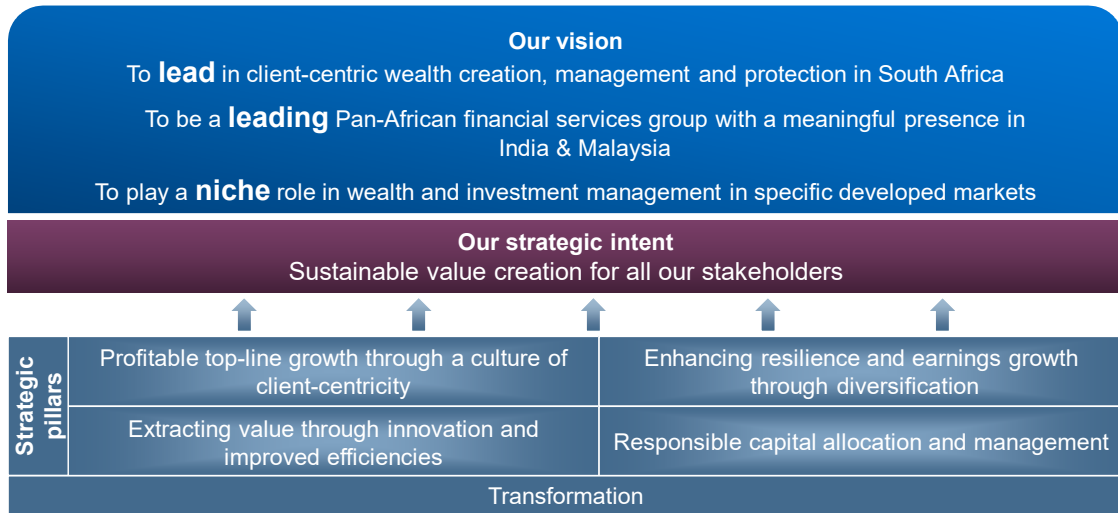 Our vision
To lead in client-centric wealth creation, management and protection in South Africa
To be a leading Pan-African financial services group with a meaningful presence in
India & Malaysia
To play a niche role in wealth and investment management in specific developed markets
Our strategic intent
Sustainable value creation for all our stakeholders
Strategic
pillars
Profitable top-line growth through a culture of
client-centricity
Enhancing resilience and earnings growth
through diversification
Extracting value through innovation and
improved efficiencies
Responsible capital allocation and management
Transformation